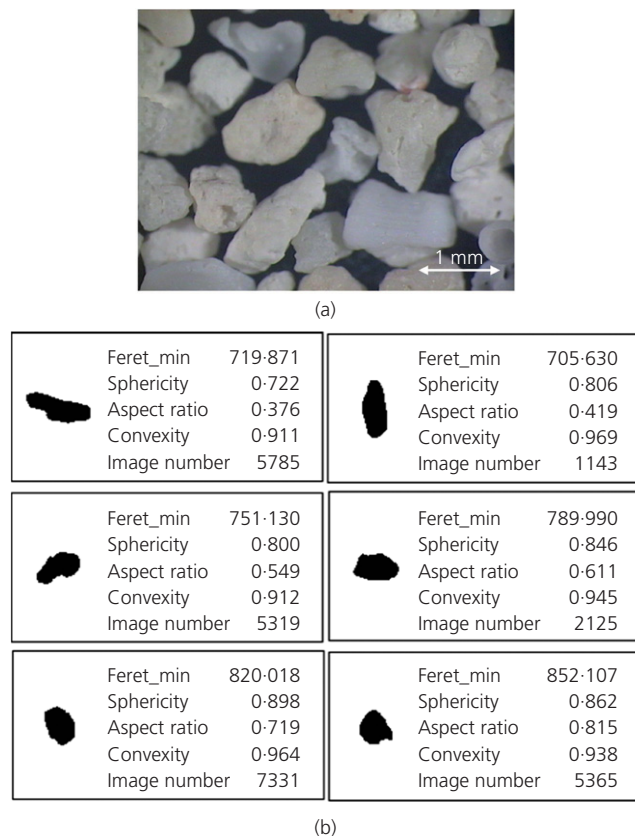 1 mm
(a)
Feret_min 719·871
Sphericity 0·722
Aspect ratio 0·376
Convexity 0·911
Image number 5785
Feret_min 705·630
Sphericity 0·806
Aspect ratio 0·419
Convexity 0·969
Image number 1143
Feret_min 751·130
Sphericity 0·800
Aspect ratio 0·549
Convexity 0·912
Image number 5319
Feret_min 789·990
Sphericity 0·846
Aspect ratio 0·611
Convexity 0·945
Image number 2125
Feret_min 820·018
Sphericity 0·898
Aspect ratio 0·719
Convexity 0·964
Image number 7331
Feret_min 852·107
Sphericity 0·862
Aspect ratio 0·815
Convexity 0·938
Image number 5365
(b)